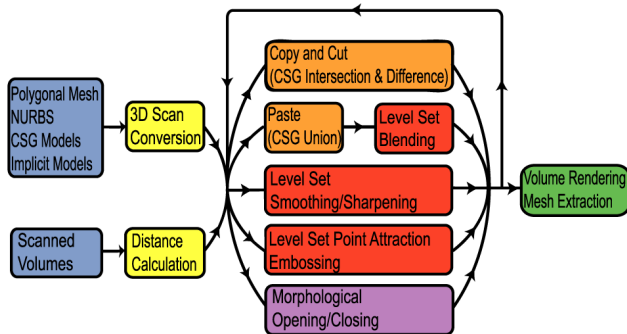 Polygonal Mesh
NURBS
CSG Models
Implicit Models
3D Scan
Conversion
Scanned
Volumes
Distance
Calculation
Copy and Cut
(CSG Intersection & Difference)
Paste
(CSG Union)
Level Set
Blending
Level Set
Smoothing/Sharpening
Level Set Point Attraction
Embossing
Morphological
Opening/Closing
Volume Rendering
Mesh Extraction